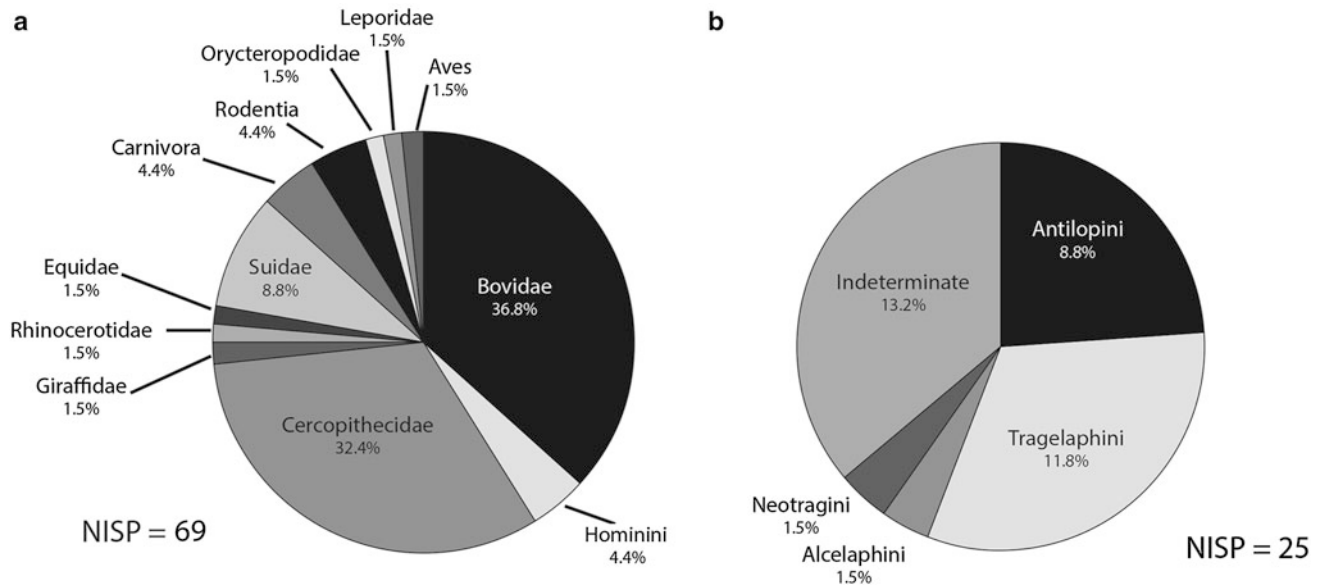 a
Leporidae
1.5%
Orycteropodidae
1.5%
Aves
1.5%
Rodentia
4.4%
Carnivora
4.4%
Equidae
1.5%
Suidae
8.8%
Bovidae
36.8%
Rhinocerotidae
1.5%
Giraffidae
1.5%
Cercopithecidae
32.4%
Hominini
4.4%
NISP = 69
b
Antilopini
8.8%
Indeterminate
13.2%
Tragelaphini
11.8%
Neotragini
1.5%
Alcelaphini
1.5%
NISP = 25